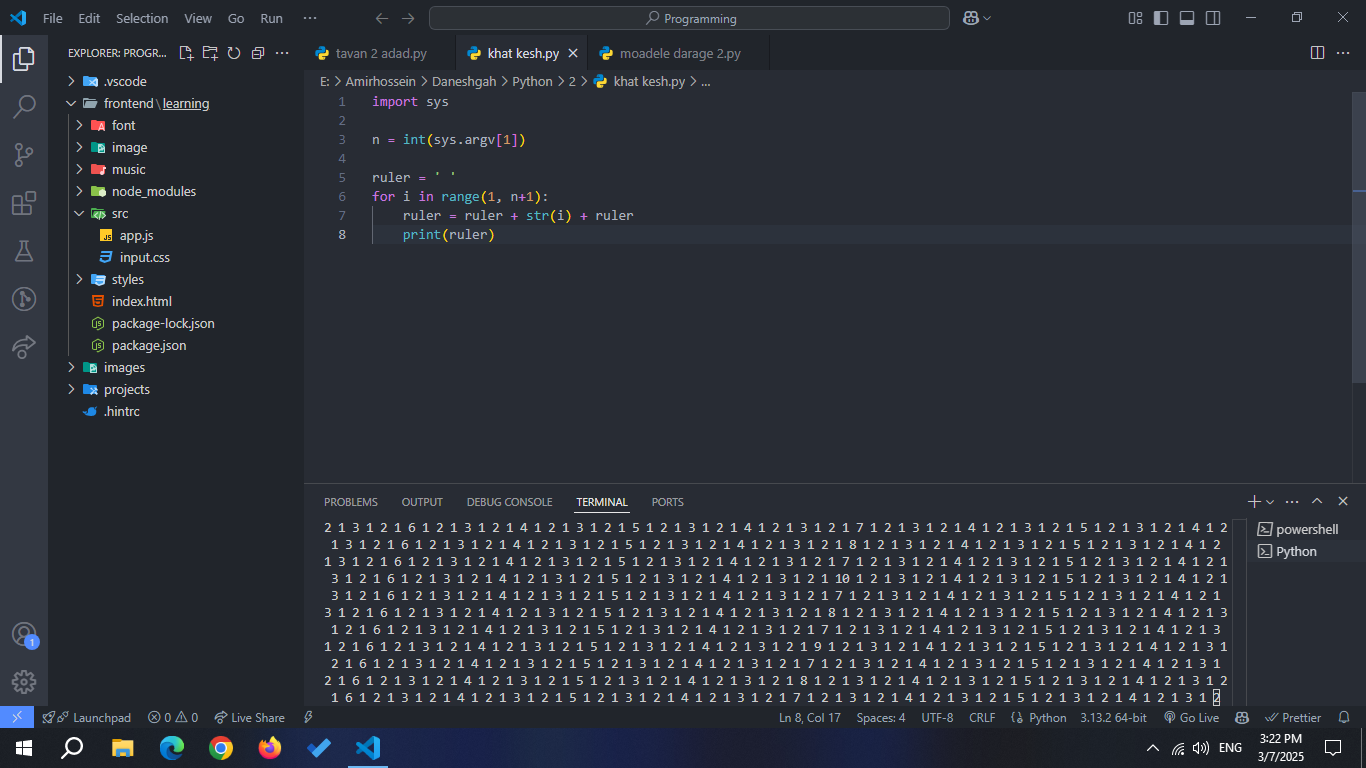 File Edit Selection View Go Run ··· Programming
EXPLORER: PROGR... ···
tavan 2 adad.py khat kesh.py moadele darage 2.py ···
E: > Amirhossein > Daneshgah > Python > 2 > khat kesh.py > ...
.vscode
frontend\learning
font
image
music
node_modules
src
app.js
input.css
styles
index.html
package-lock.json
package.json
images
projects
.hintrc
1 import sys
2
3 n = int(sys.argv[1])
4
5 ruler = ' '
6 for i in range(1, n+1):
7 ruler = ruler + str(i) + ruler
8 print(ruler)
PROBLEMS OUTPUT DEBUG CONSOLE TERMINAL PORTS
2 1 3 1 2 1 6 1 2 1 3 1 2 1 4 1 2 1 3 1 2 1 5 1 2 1 3 1 2 1 4 1 2 1 3 1 2 1 7 1 2 1 3 1 2 1 4 1 2 1 3 1 2 1 5 1 2 1 3 1 2 1 4 1 2
1 3 1 2 1 6 1 2 1 3 1 2 1 4 1 2 1 3 1 2 1 5 1 2 1 3 1 2 1 4 1 2 1 3 1 2 1 8 1 2 1 3 1 2 1 4 1 2 1 3 1 2 1 5 1 2 1 3 1 2 1 4 1 2
1 3 1 2 1 6 1 2 1 3 1 2 1 4 1 2 1 3 1 2 1 5 1 2 1 3 1 2 1 4 1 2 1 3 1 2 1 7 1 2 1 3 1 2 1 4 1 2 1 3 1 2 1 5 1 2 1 3 1 2 1 4 1 2 1
3 1 2 1 6 1 2 1 3 1 2 1 4 1 2 1 3 1 2 1 5 1 2 1 3 1 2 1 4 1 2 1 3 1 2 1 10 1 2 1 3 1 2 1 4 1 2 1 3 1 2 1 5 1 2 1 3 1 2 1 4 1 2 1
3 1 2 1 6 1 2 1 3 1 2 1 4 1 2 1 3 1 2 1 5 1 2 1 3 1 2 1 4 1 2 1 3 1 2 1 7 1 2 1 3 1 2 1 4 1 2 1 3 1 2 1 5 1 2 1 3 1 2 1 4 1 2 1
3 1 2 1 6 1 2 1 3 1 2 1 4 1 2 1 3 1 2 1 5 1 2 1 3 1 2 1 4 1 2 1 3 1 2 1 8 1 2 1 3 1 2 1 4 1 2 1 3 1 2 1 5 1 2 1 3 1 2 1 4 1 2 1 3
1 2 1 6 1 2 1 3 1 2 1 4 1 2 1 3 1 2 1 5 1 2 1 3 1 2 1 4 1 2 1 3 1 2 1 7 1 2 1 3 1 2 1 4 1 2 1 3 1 2 1 5 1 2 1 3 1 2 1 4 1 2 1 3
1 2 1 6 1 2 1 3 1 2 1 4 1 2 1 3 1 2 1 5 1 2 1 3 1 2 1 4 1 2 1 3 1 2 1 9 1 2 1 3 1 2 1 4 1 2 1 3 1 2 1 5 1 2 1 3 1 2 1 4 1 2 1 3 1
2 1 6 1 2 1 3 1 2 1 4 1 2 1 3 1 2 1 5 1 2 1 3 1 2 1 4 1 2 1 3 1 2 1 7 1 2 1 3 1 2 1 4 1 2 1 3 1 2 1 5 1 2 1 3 1 2 1 4 1 2 1 3 1
2 1 6 1 2 1 3 1 2 1 4 1 2 1 3 1 2 1 5 1 2 1 3 1 2 1 4 1 2 1 3 1 2 1 8 1 2 1 3 1 2 1 4 1 2 1 3 1 2 1 5 1 2 1 3 1 2 1 4 1 2 1 3 1 2
1 6 1 2 1 3 1 2 1 4 1 2 1 3 1 2 1 5 1 2 1 3 1 2 1 4 1 2 1 3 1 2 1 7 1 2 1 3 1 2 1 4 1 2 1 3 1 2 1 5 1 2 1 3 1 2 1 4 1 2 1 3 1 2
powershell
Python
1
Launchpad 0 0 Live Share Ln 8, Col 17 Spaces: 4 UTF-8 CRLF Python 3.13.2 64-bit Go Live Prettier
ENG
3:22 PM
3/7/2025